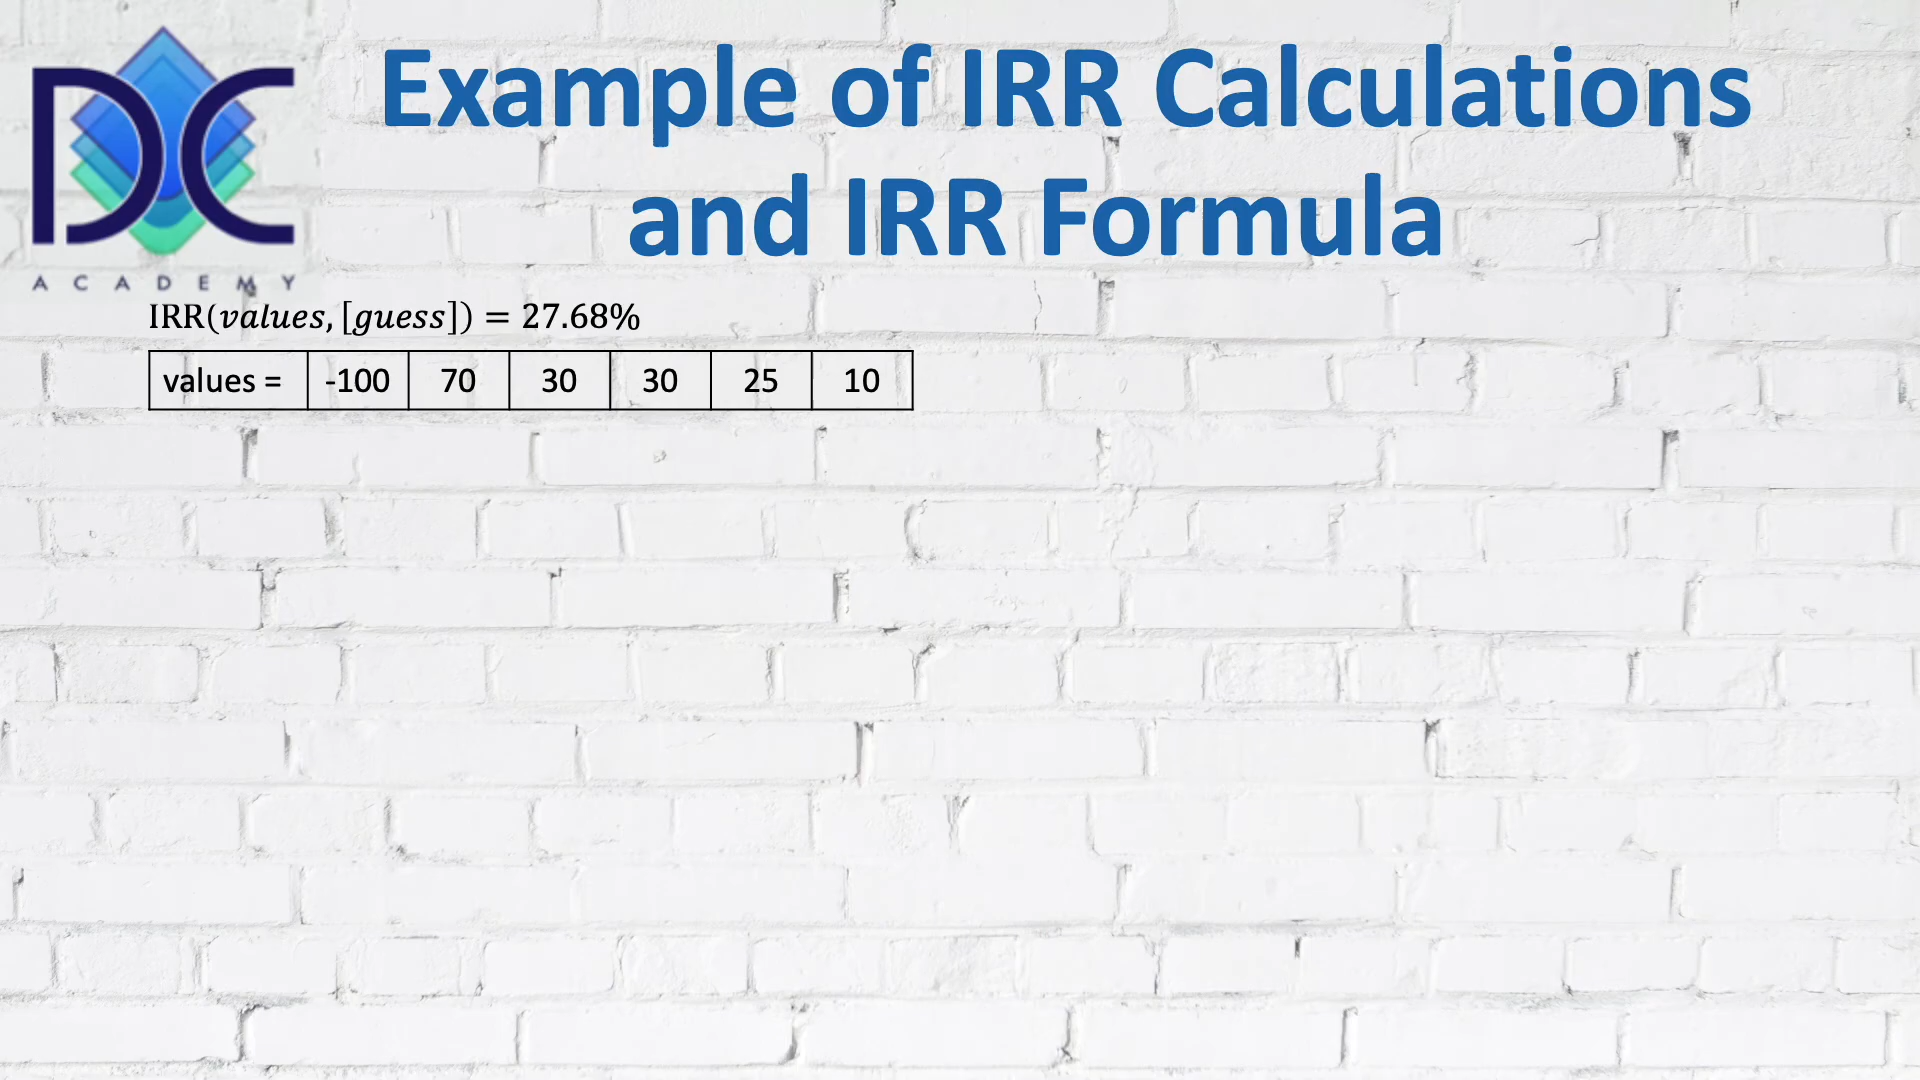 DC
ACADEMY
Example of IRR Calculations
and IRR Formula
IRR(values, [guess]) = 27.68%
values = -100 70 30 30 25 10